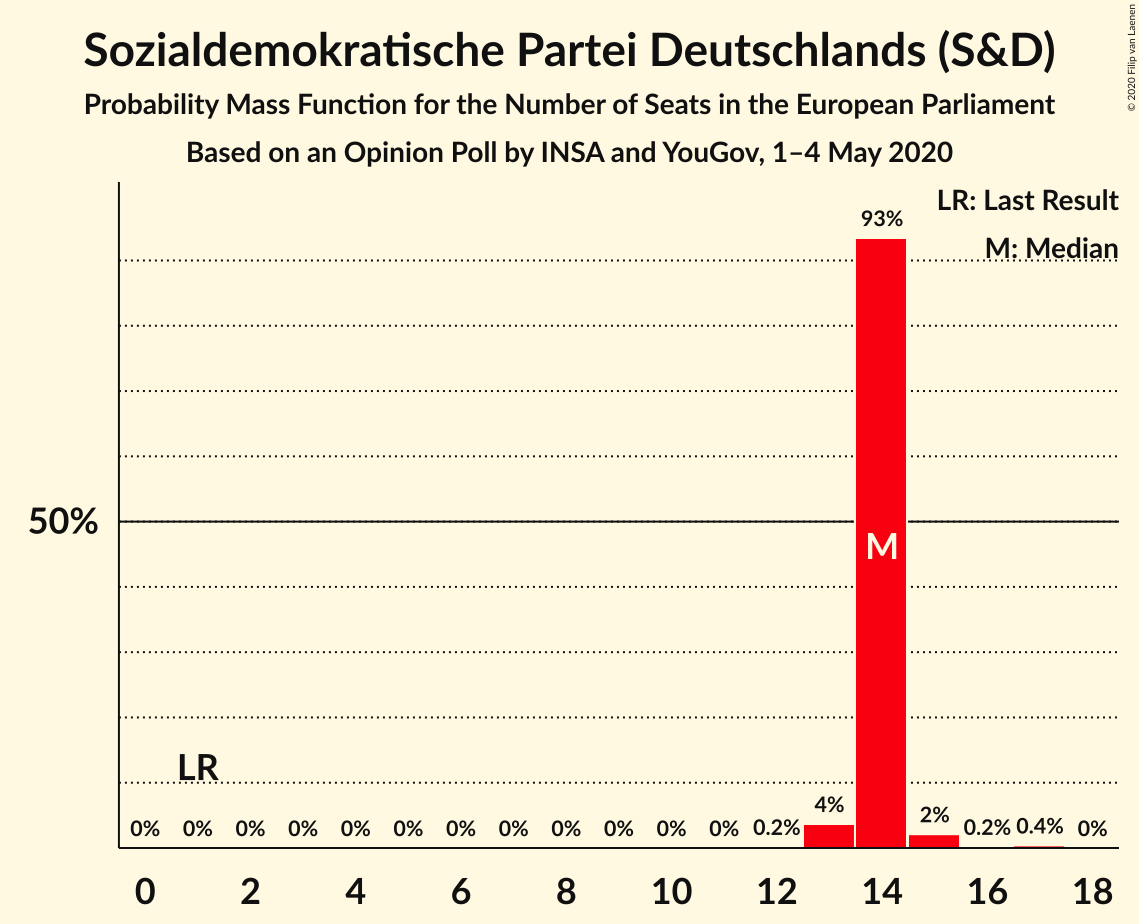 Sozialdemokratische Partei Deutschlands (S&D)
Probability Mass Function for the Number of Seats in the European Parliament
Based on an Opinion Poll by INSA and YouGov, 1–4 May 2020
© 2020 Filip van Laenen
LR: Last Result
M: Median
93%
50%
M
LR
0% 0% 0% 0% 0% 0% 0% 0% 0% 0% 0% 0% 0.2% 4% 2% 0.2% 0.4% 0%
0 2 4 6 8 10 12 14 16 18